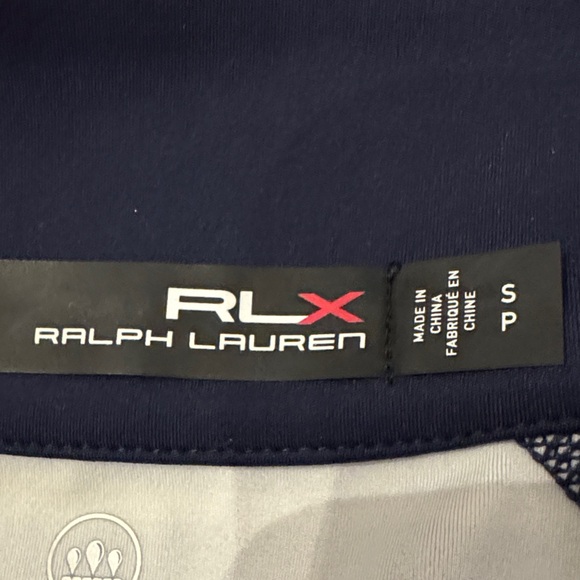 RLX
RALPH LAUREN
MADE IN
CHINA
FABRIQUÉ EN
CHINE
S
P